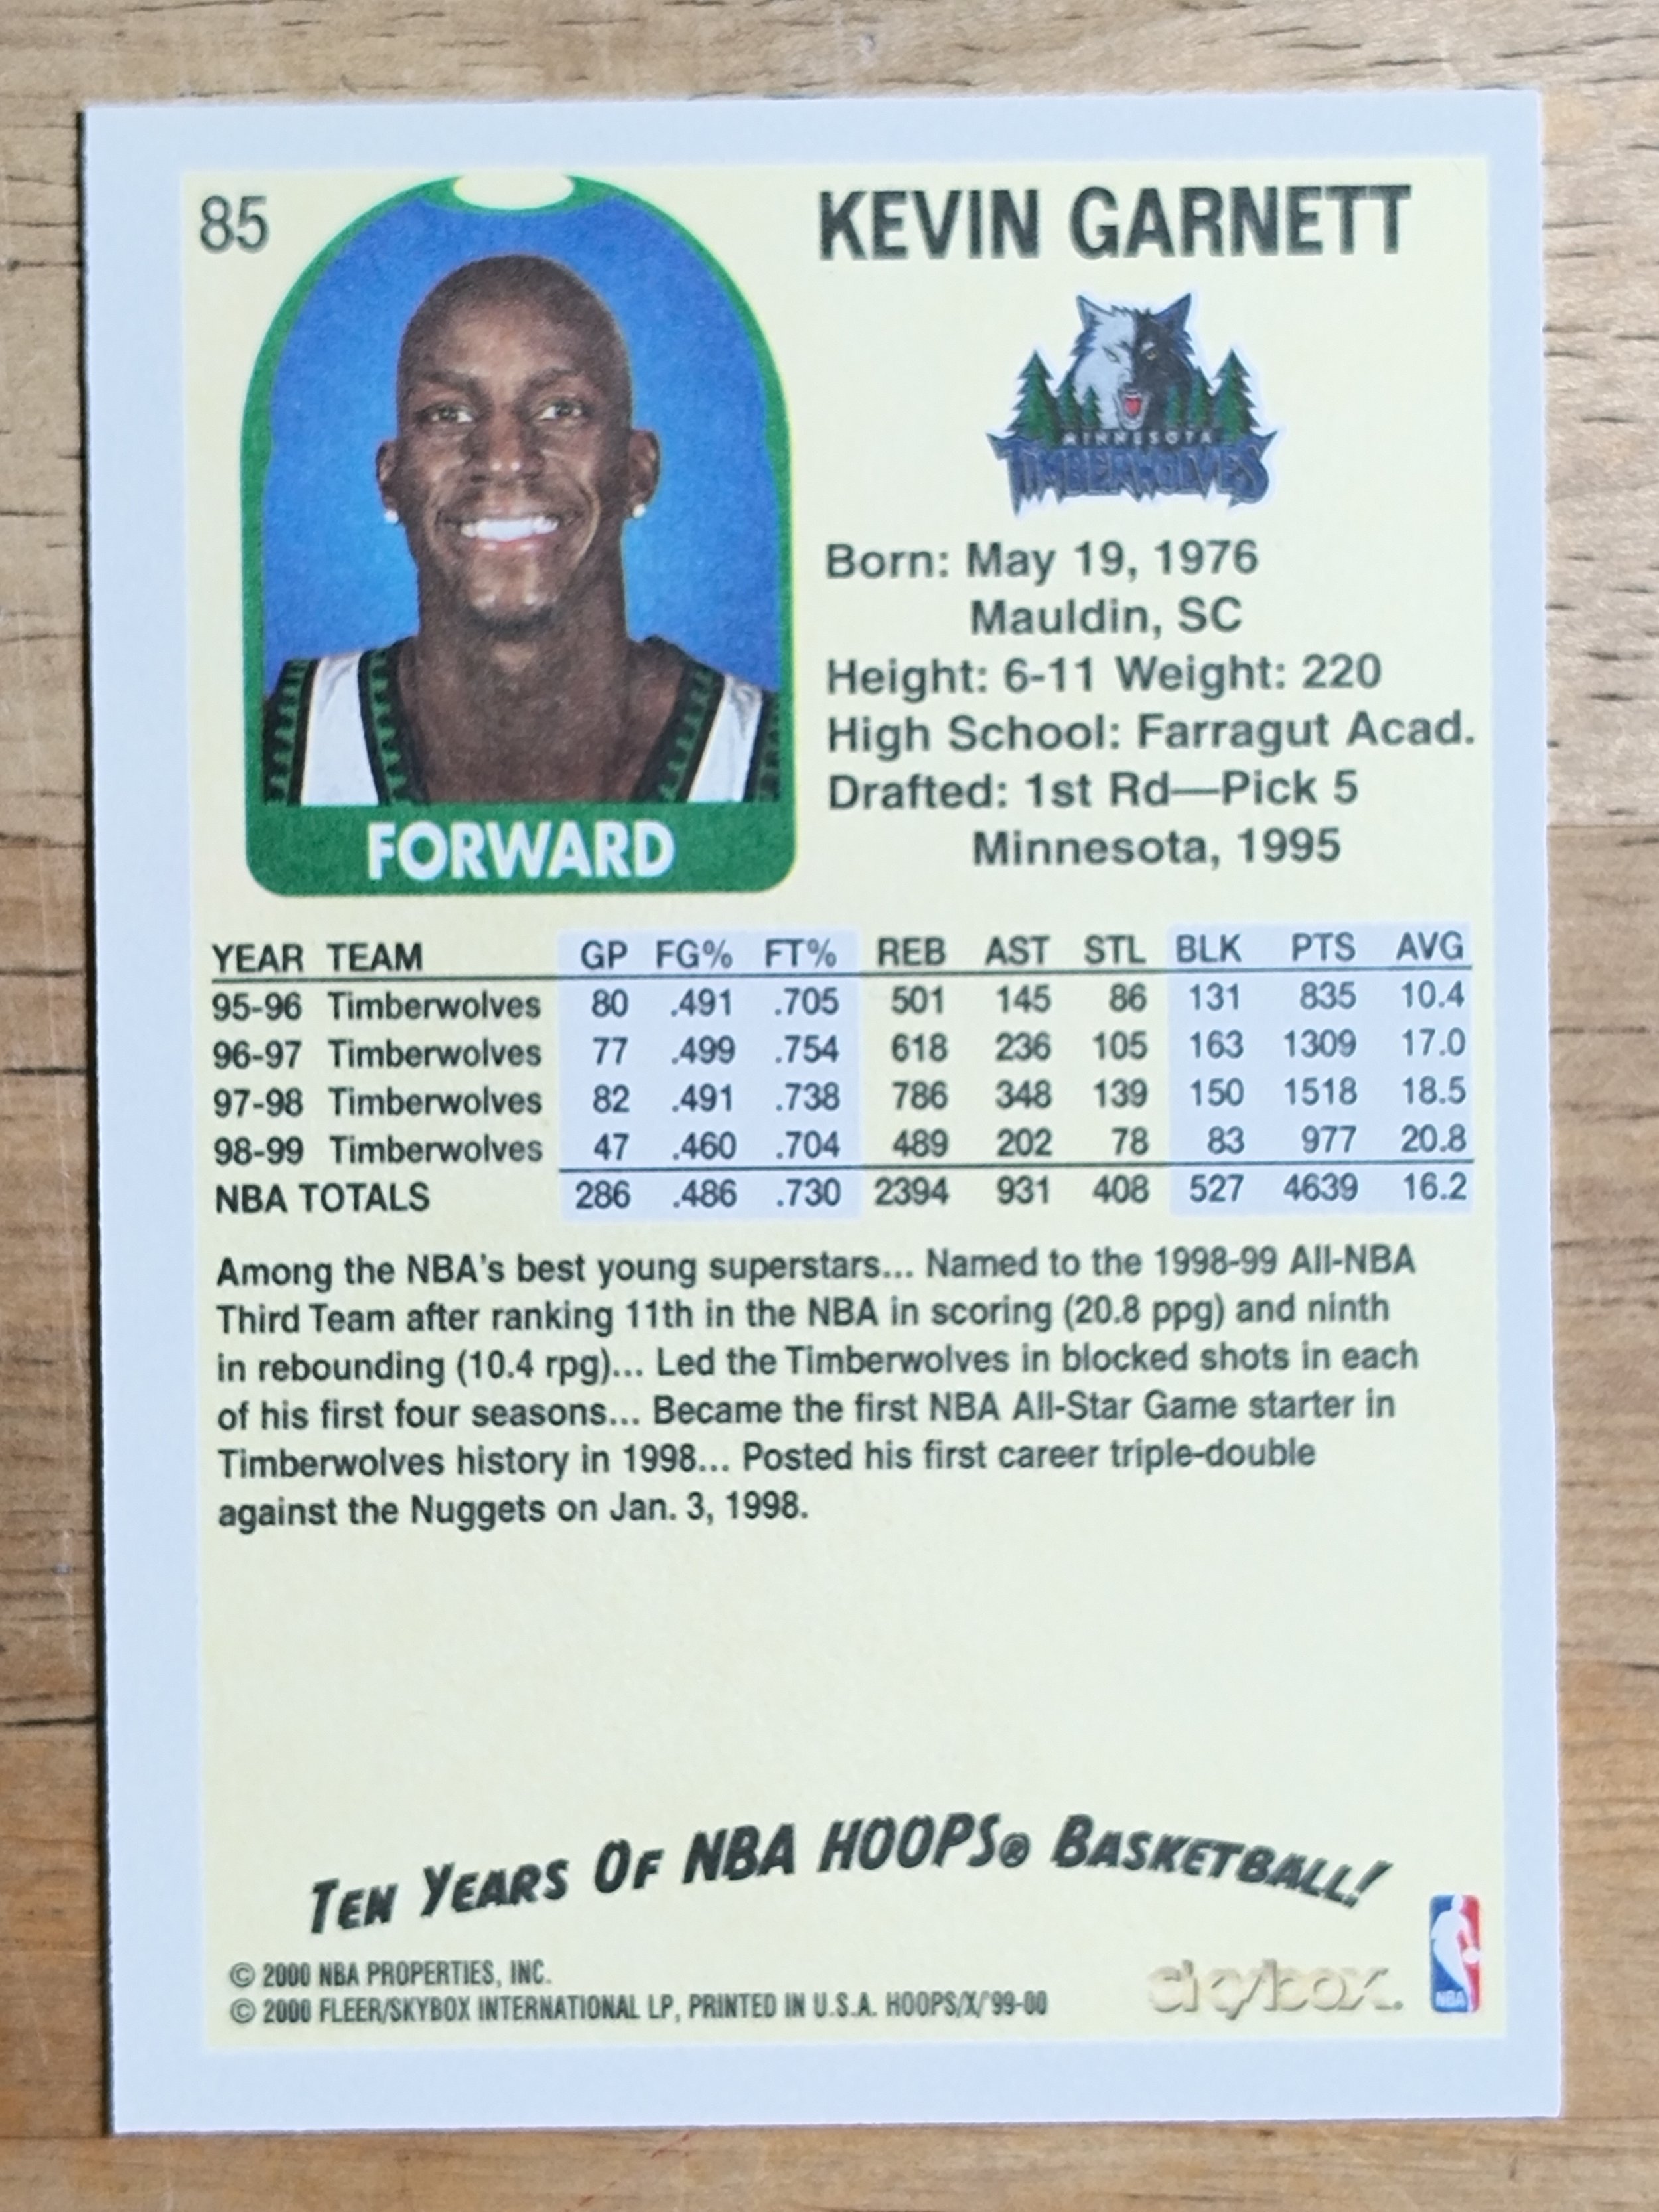 85
KEVIN GARNETT
MINNESOTA
TIMBERWOLVES
Born: May 19, 1976
Mauldin, SC
Height: 6-11 Weight: 220
High School: Farragut Acad.
Drafted: 1st Rd—Pick 5
Minnesota, 1995
FORWARD
YEAR TEAM GP FG% FT% REB AST STL BLK PTS AVG
95-96 Timberwolves 80 .491 .705 501 145 86 131 835 10.4
96-97 Timberwolves 77 .499 .754 618 236 105 163 1309 17.0
97-98 Timberwolves 82 .491 .738 786 348 139 150 1518 18.5
98-99 Timberwolves 47 .460 .704 489 202 78 83 977 20.8
NBA TOTALS 286 .486 .730 2394 931 408 527 4639 16.2
Among the NBA's best young superstars... Named to the 1998-99 All-NBA
Third Team after ranking 11th in the NBA in scoring (20.8 ppg) and ninth
in rebounding (10.4 rpg)... Led the Timberwolves in blocked shots in each
of his first four seasons... Became the first NBA All-Star Game starter in
Timberwolves history in 1998... Posted his first career triple-double
against the Nuggets on Jan. 3, 1998.
TEN YEARS OF NBA HOOPS® BASKETBALL!
© 2000 NBA PROPERTIES, INC.
© 2000 FLEER/SKYBOX INTERNATIONAL LP, PRINTED IN U.S.A. HOOPS/X/'99-00
skybox.
NBA